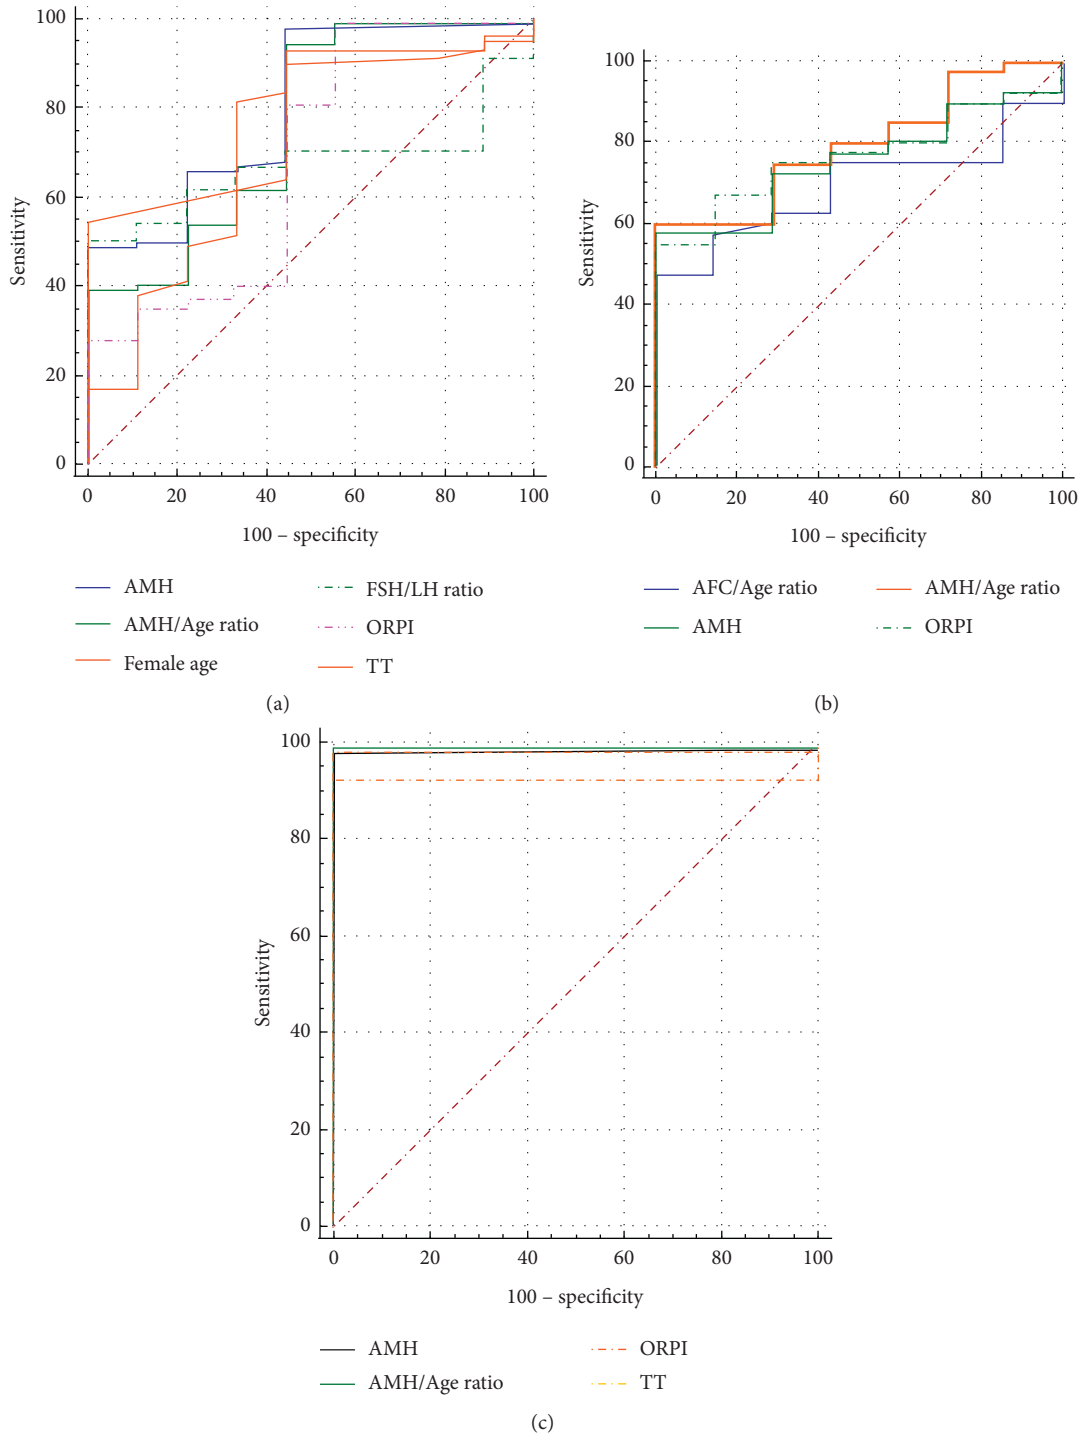 100
80
60
40
20
0
Sensitivity
0 20 40 60 80 100
100 – specificity
AMH
AMH/Age ratio
Female age
FSH/LH ratio
ORPI
TT
(a)
100
80
60
40
20
0
Sensitivity
0 20 40 60 80 100
100 – specificity
AFC/Age ratio
AMH
AMH/Age ratio
ORPI
(b)
100
80
60
40
20
0
Sensitivity
0 20 40 60 80 100
100 – specificity
AMH
AMH/Age ratio
ORPI
TT
(c)